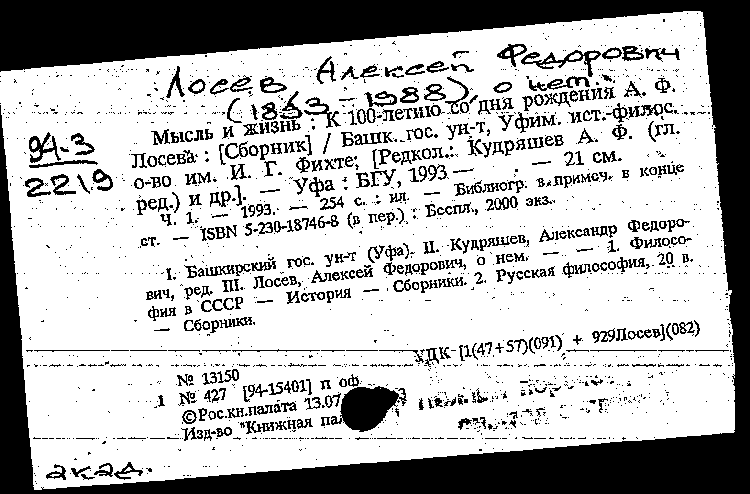 Лосев Алексей Федорович
(1893 - 1988), о нем.
94-3
2219
Мысль и жизнь : К 100-летию со дня рождения А. Ф.
Лосева : [Сборник] / Башк. гос. ун-т, Уфим. ист.-филос.
о-во им. И. Г. Фихте; [Редкол.: Кудряшев А. Ф. (гл.
ред.) и др.]. — Уфа : БГУ, 1993 — . — 21 см.
Ч. 1. — 1993. — 254 с. : ил. — Библиогр. в примеч. в конце
ст. — ISBN 5-230-18746-8 (в пер.) : Беспл., 2000 экз.
I. Башкирский гос. ун-т (Уфа). II. Кудряшев, Александр Федоро-
вич, ред. III. Лосев, Алексей Федорович, о нем. — — 1. Филосо-
фия в СССР — История — Сборники. 2. Русская философия, 20 в.
— Сборники.
УДК [1(47+57)(091) + 929Лосев](082)
№ 13150
1 № 427 [94-15401] п оф
© Рос.кн.палата 13.07
Изд-во "Книжная пал
акад.